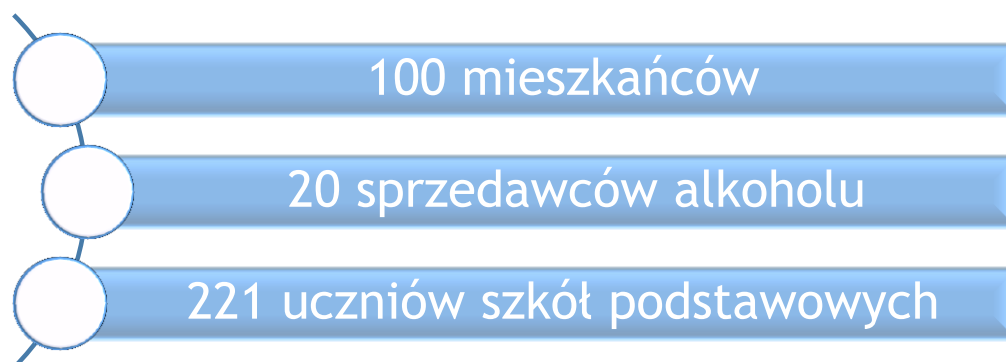 100 mieszkańców
20 sprzedawców alkoholu
221 uczniów szkół podstawowych